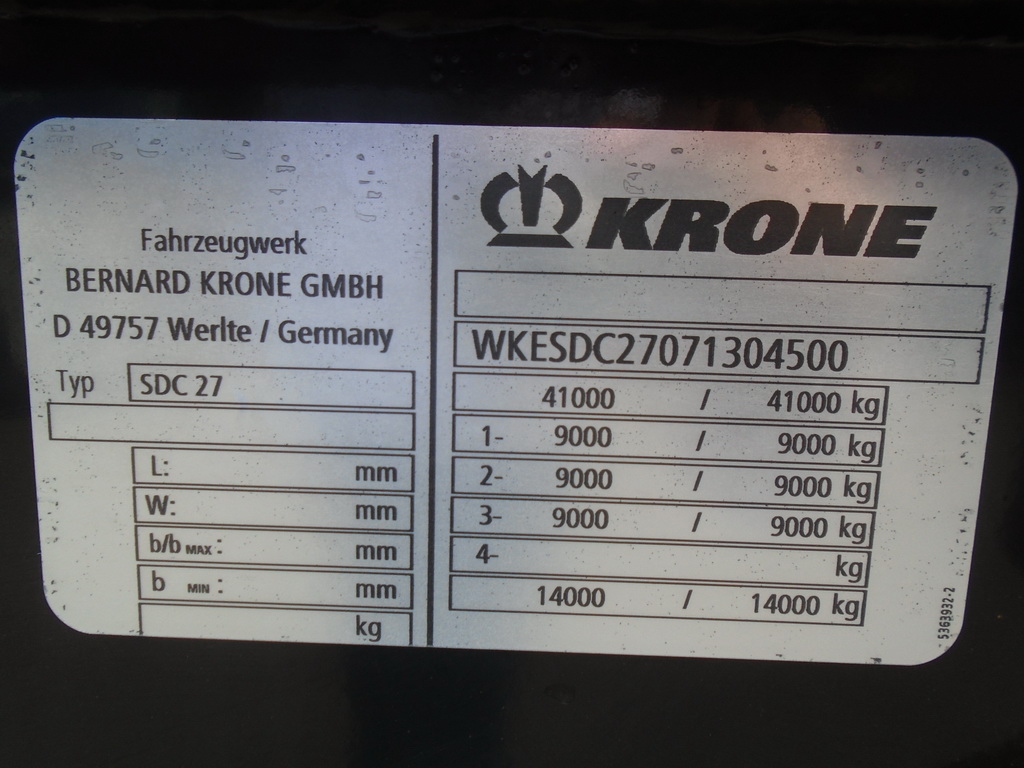 Fahrzeugwerk
BERNARD KRONE GMBH
D 49757 Werlte / Germany
Typ SDC 27
L: mm
W: mm
b/b MAX : mm
b MIN : mm
kg
KRONE
WKESDC27071304500
41000 / 41000 kg
1- 9000 / 9000 kg
2- 9000 / 9000 kg
3- 9000 / 9000 kg
4- kg
14000 / 14000 kg
5363932-2